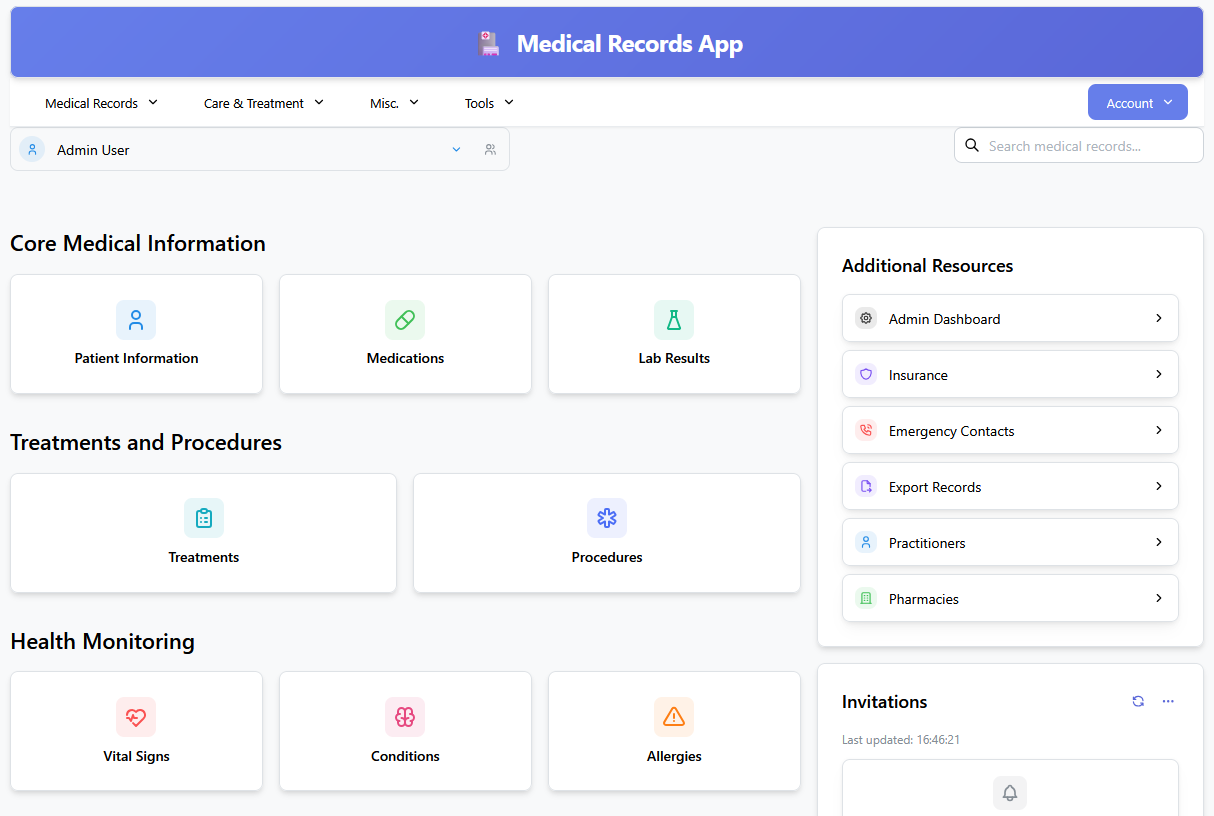 Medical Records App
Medical Records
Care & Treatment
Misc.
Tools
Account
Admin User
Search medical records...
Core Medical Information
Patient Information
Medications
Lab Results
Treatments and Procedures
Treatments
Procedures
Health Monitoring
Vital Signs
Conditions
Allergies
Additional Resources
Admin Dashboard
Insurance
Emergency Contacts
Export Records
Practitioners
Pharmacies
Invitations
Last updated: 16:46:21